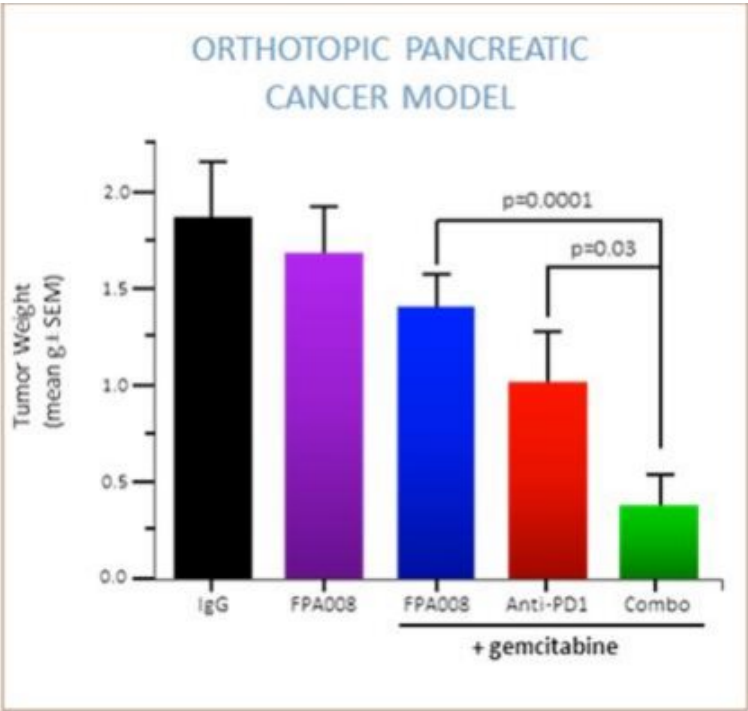 ORTHOTOPIC PANCREATIC
CANCER MODEL
Tumor Weight
(mean g± SEM)
2.0
1.5
1.0
0.5
0.0
p=0.0001
p=0.03
IgG
FPA008
FPA008
Anti-PD1
Combo
+ gemcitabine